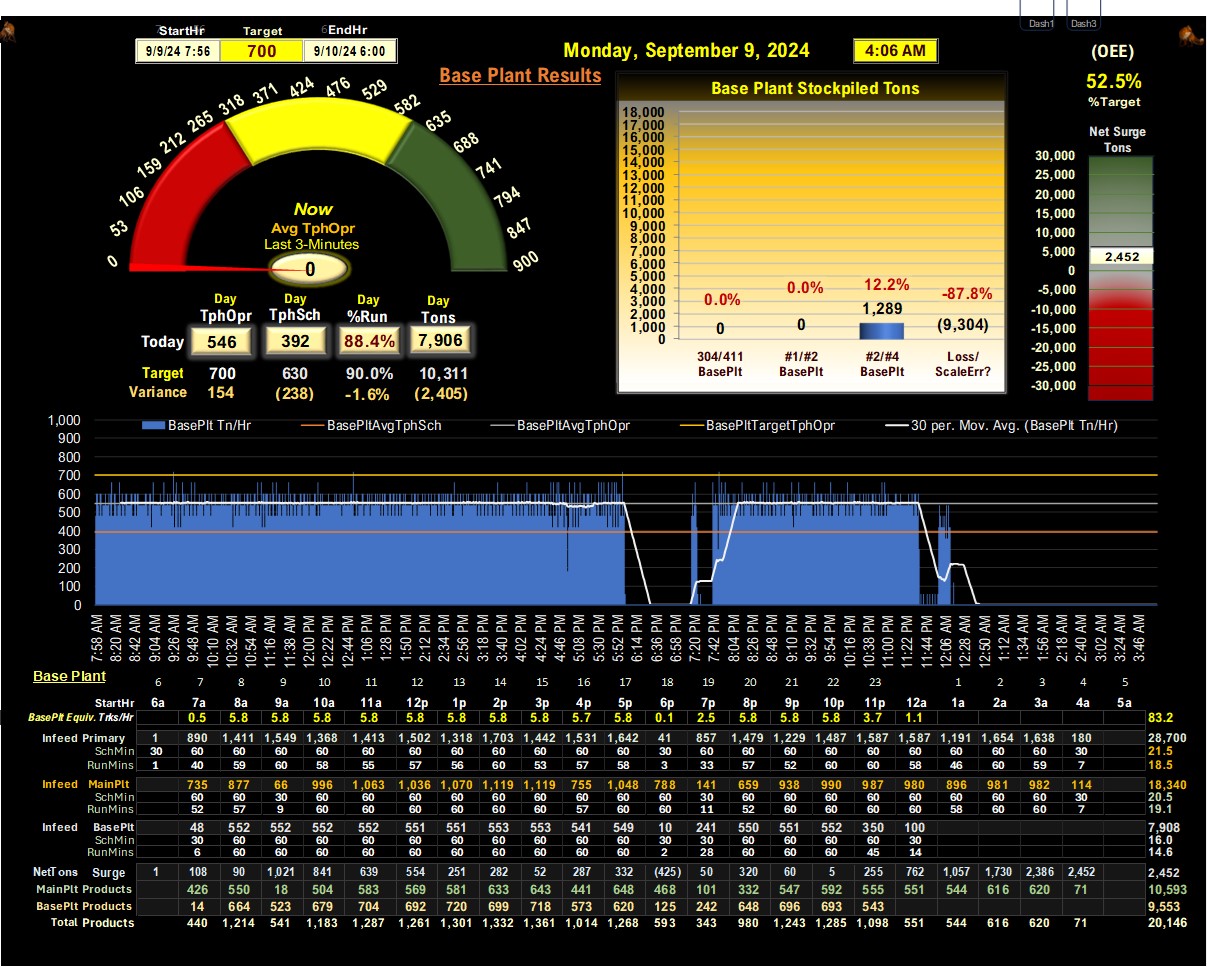 Dash1 Dash3
StartHr Target EndHr
9/9/24 7:56 700 9/10/24 6:00
Monday, September 9, 2024 4:06 AM
(OEE)
52.5%
%Target
Base Plant Results
0 53 106 159 212 265 318 371 424 476 529 582 635 688 741 794 847 900
Now
Avg TphOpr
Last 3-Minutes
0
Day Day Day Day
TphOpr TphSch %Run Tons
Today 546 392 88.4% 7,906
Target 700 630 90.0% 10,311
Variance 154 (238) -1.6% (2,405)
Base Plant Stockpiled Tons
18,000
17,000
16,000
15,000
14,000
13,000
12,000
11,000
10,000
9,000
8,000
7,000
6,000
5,000
4,000
3,000
2,000
1,000
0
0.0% 0.0% 12.2% -87.8%
0 0 1,289 (9,304)
304/411 #1/#2 #2/#4 Loss/
BasePlt BasePlt BasePlt ScaleErr?
Net Surge
Tons
30,000
25,000
20,000
15,000
10,000
5,000
0
-5,000
-10,000
-15,000
-20,000
-25,000
-30,000
2,452
BasePlt Tn/Hr BasePltAvgTphSch BasePltAvgTphOpr BasePltTargetTphOpr 30 per. Mov. Avg. (BasePlt Tn/Hr)
1,000
900
800
700
600
500
400
300
200
100
0
7:58 AM 8:20 AM 8:42 AM 9:04 AM 9:26 AM 9:48 AM 10:10 AM 10:32 AM 10:54 AM 11:16 AM 11:38 AM 12:00 PM 12:22 PM 12:44 PM 1:06 PM 1:28 PM 1:50 PM 2:12 PM 2:34 PM 2:56 PM 3:18 PM 3:40 PM 4:02 PM 4:24 PM 4:46 PM 5:08 PM 5:30 PM 5:52 PM 6:14 PM 6:36 PM 6:58 PM 7:20 PM 7:42 PM 8:04 PM 8:26 PM 8:48 PM 9:10 PM 9:32 PM 9:54 PM 10:16 PM 10:38 PM 11:00 PM 11:22 PM 11:44 PM 12:06 AM 12:28 AM 12:50 AM 1:12 AM 1:34 AM 1:56 AM 2:18 AM 2:40 AM 3:02 AM 3:24 AM 3:46 AM
Base Plant 6 7 8 9 10 11 12 13 14 15 16 17 18 19 20 21 22 23 1 2 3 4 5
StartHr 6a 7a 8a 9a 10a 11a 12p 1p 2p 3p 4p 5p 6p 7p 8p 9p 10p 11p 12a 1a 2a 3a 4a 5a
BasePlt Equiv. Trks/Hr 0.5 5.8 5.8 5.8 5.8 5.8 5.8 5.8 5.8 5.7 5.8 0.1 2.5 5.8 5.8 5.8 3.7 1.1 83.2
Infeed Primary 1 890 1,411 1,549 1,368 1,413 1,502 1,318 1,703 1,442 1,531 1,642 41 857 1,479 1,229 1,487 1,587 1,587 1,191 1,654 1,638 180 28,700
SchMin 30 60 60 60 60 60 60 60 60 60 60 60 30 60 60 60 60 60 60 60 60 60 30 21.5
RunMins 1 40 59 60 58 55 57 56 60 53 57 58 3 33 57 52 60 60 58 46 60 59 7 18.5
Infeed MainPlt 735 877 66 996 1,063 1,036 1,070 1,119 1,119 755 1,048 788 141 659 938 990 987 980 896 981 982 114 18,340
SchMin 60 60 30 60 60 60 60 60 60 60 60 60 30 60 60 60 60 60 60 60 60 30 20.5
RunMins 52 57 9 60 60 60 60 60 60 57 60 60 11 52 60 60 60 60 58 60 60 7 19.1
Infeed BasePlt 48 552 552 552 552 551 551 553 553 541 549 10 241 550 551 552 350 100 7,908
SchMin 30 60 60 60 60 60 60 60 60 60 60 30 30 60 60 60 60 30 16.0
RunMins 6 60 60 60 60 60 60 60 60 60 60 2 28 60 60 60 45 14 14.6
NetTons Surge 1 108 90 1,021 841 639 554 251 282 52 287 332 (425) 50 320 60 5 255 762 1,057 1,730 2,386 2,452 2,452
MainPlt Products 426 550 18 504 583 569 581 633 643 441 648 468 101 332 547 592 555 551 544 616 620 71 10,593
BasePlt Products 14 664 523 679 704 692 720 699 718 573 620 125 242 648 696 693 543 9,553
Total Products 440 1,214 541 1,183 1,287 1,261 1,301 1,332 1,361 1,014 1,268 593 343 980 1,243 1,285 1,098 551 544 616 620 71 20,146